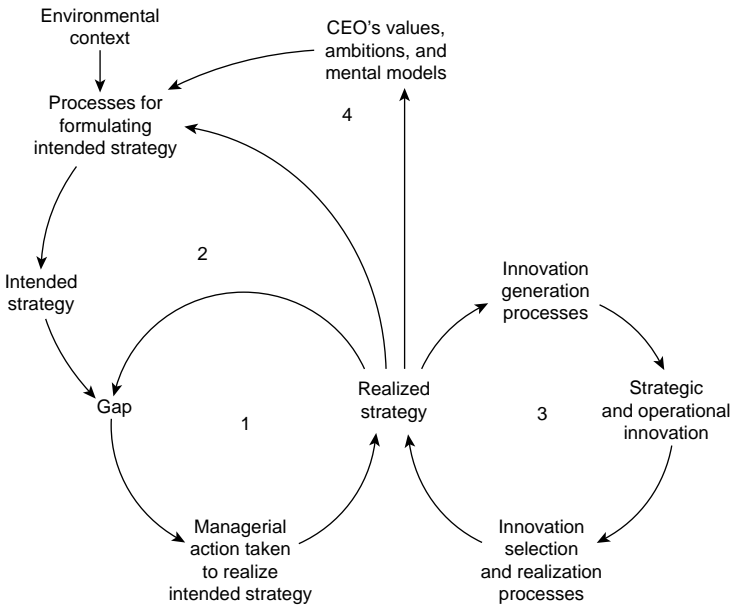 Environmental
context
CEO's values,
ambitions, and
mental models
Processes for
formulating
intended strategy
4
2
Intended
strategy
Innovation
generation
processes
Gap
1
Realized
strategy
3
Strategic
and operational
innovation
Managerial
action taken
to realize
intended strategy
Innovation
selection
and realization
processes